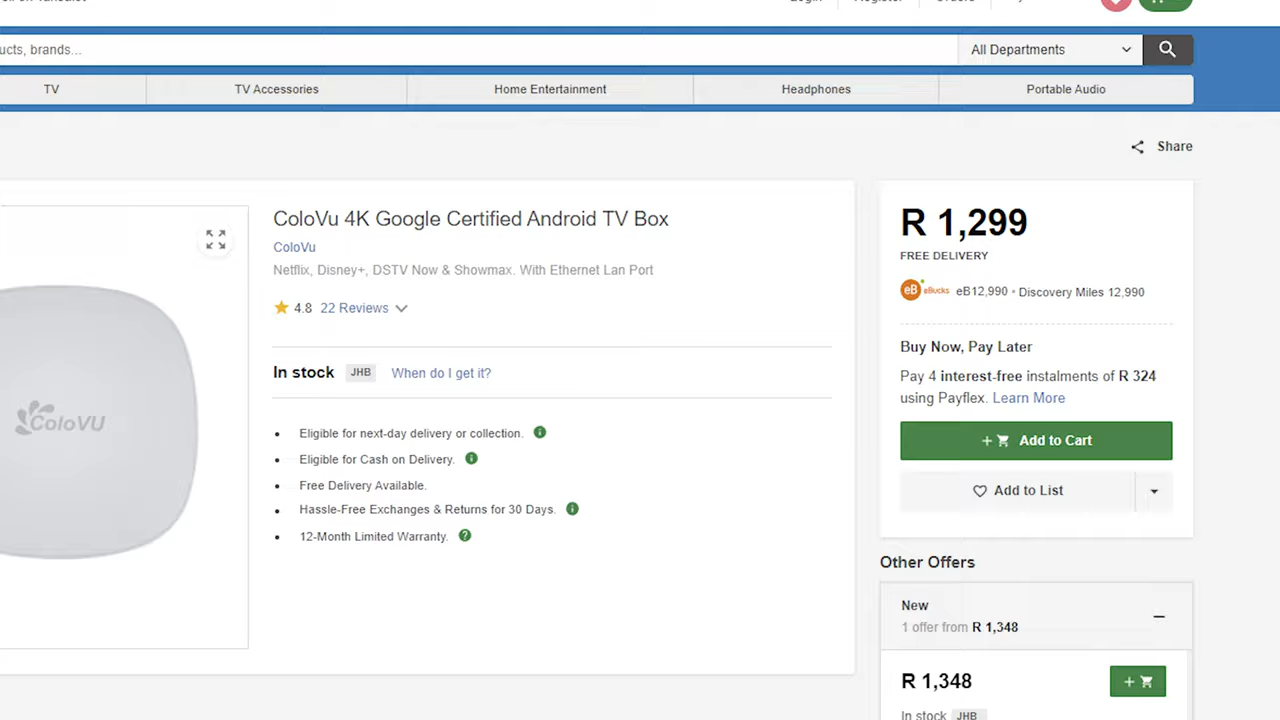 ucts, brands...
All Departments
TV
TV Accessories
Home Entertainment
Headphones
Portable Audio
Share
ColoVu 4K Google Certified Android TV Box
ColoVu
Netflix, Disney+, DSTV Now & Showmax. With Ethernet Lan Port
4.8 22 Reviews
In stock JHB When do I get it?
Eligible for next-day delivery or collection.
Eligible for Cash on Delivery.
Free Delivery Available.
Hassle-Free Exchanges & Returns for 30 Days.
12-Month Limited Warranty.
ColoVU
R 1,299
FREE DELIVERY
eB eBucks eB12,990 • Discovery Miles 12,990
Buy Now, Pay Later
Pay 4 interest-free instalments of R 324
using Payflex. Learn More
+ Add to Cart
Add to List
Other Offers
New
1 offer from R 1,348
R 1,348
+
In stock JHB